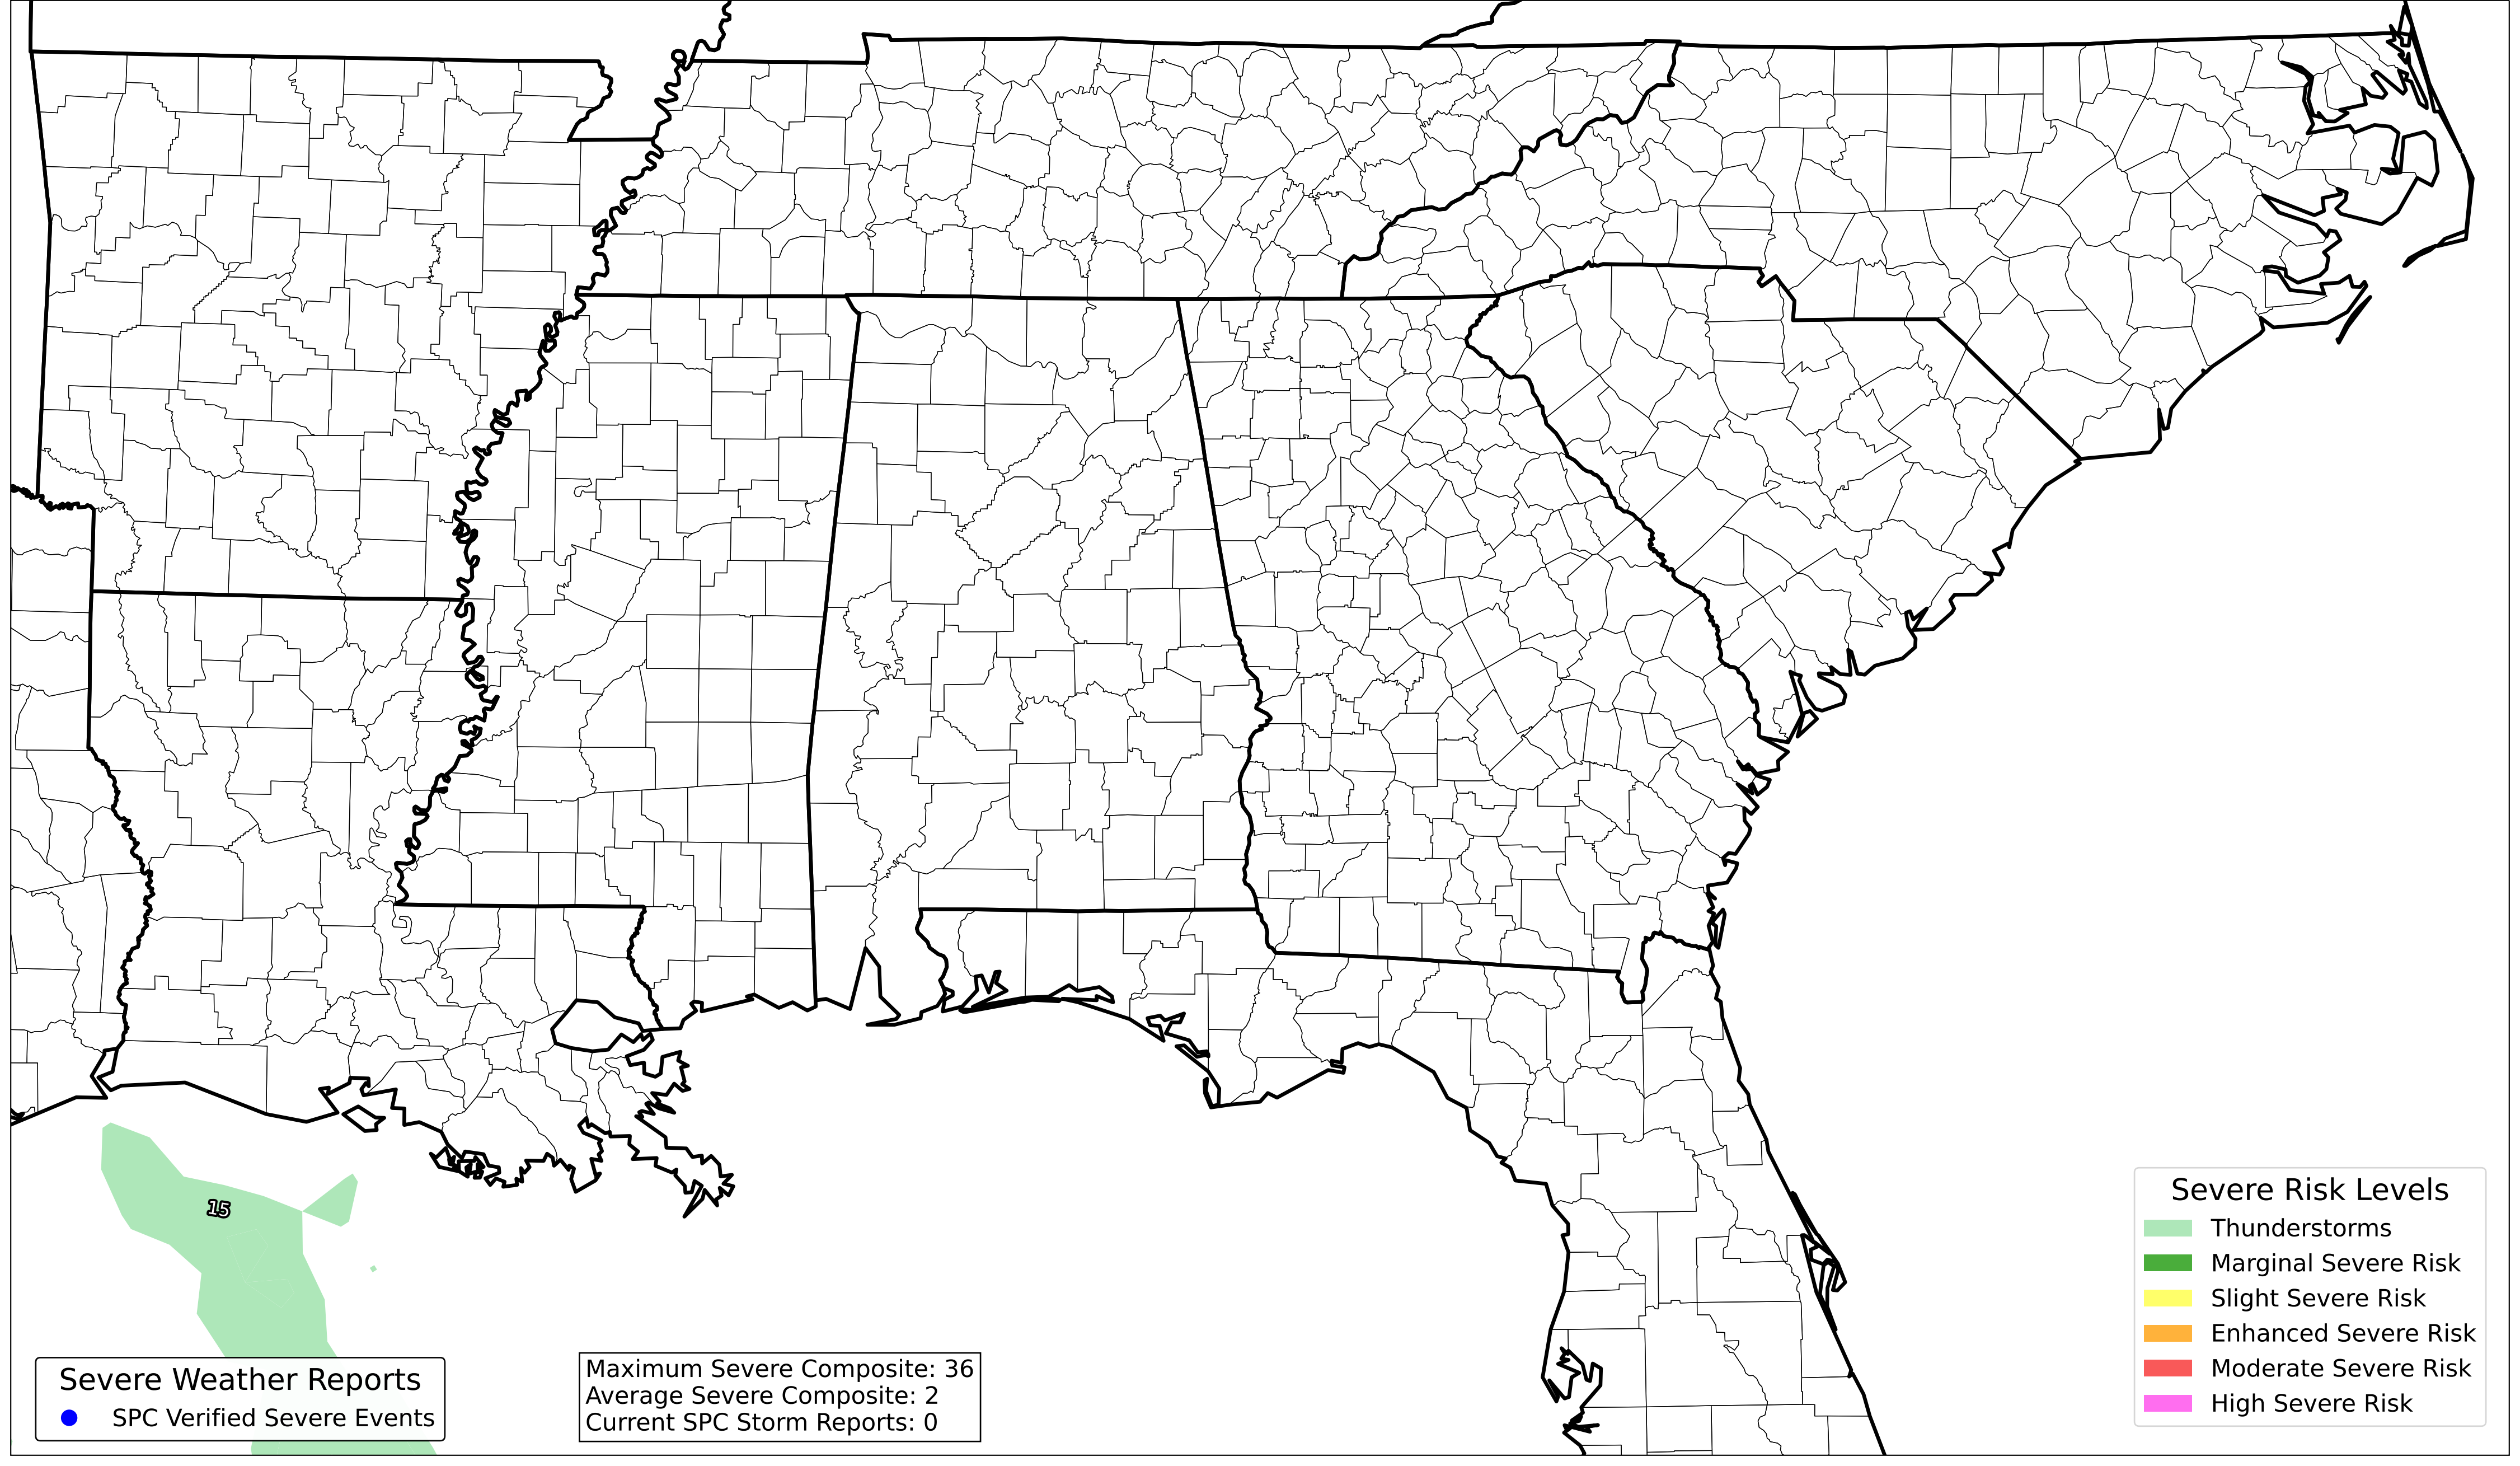 15
Severe Weather Reports
SPC Verified Severe Events
Maximum Severe Composite: 36
Average Severe Composite: 2
Current SPC Storm Reports: 0
Severe Risk Levels
Thunderstorms
Marginal Severe Risk
Slight Severe Risk
Enhanced Severe Risk
Moderate Severe Risk
High Severe Risk